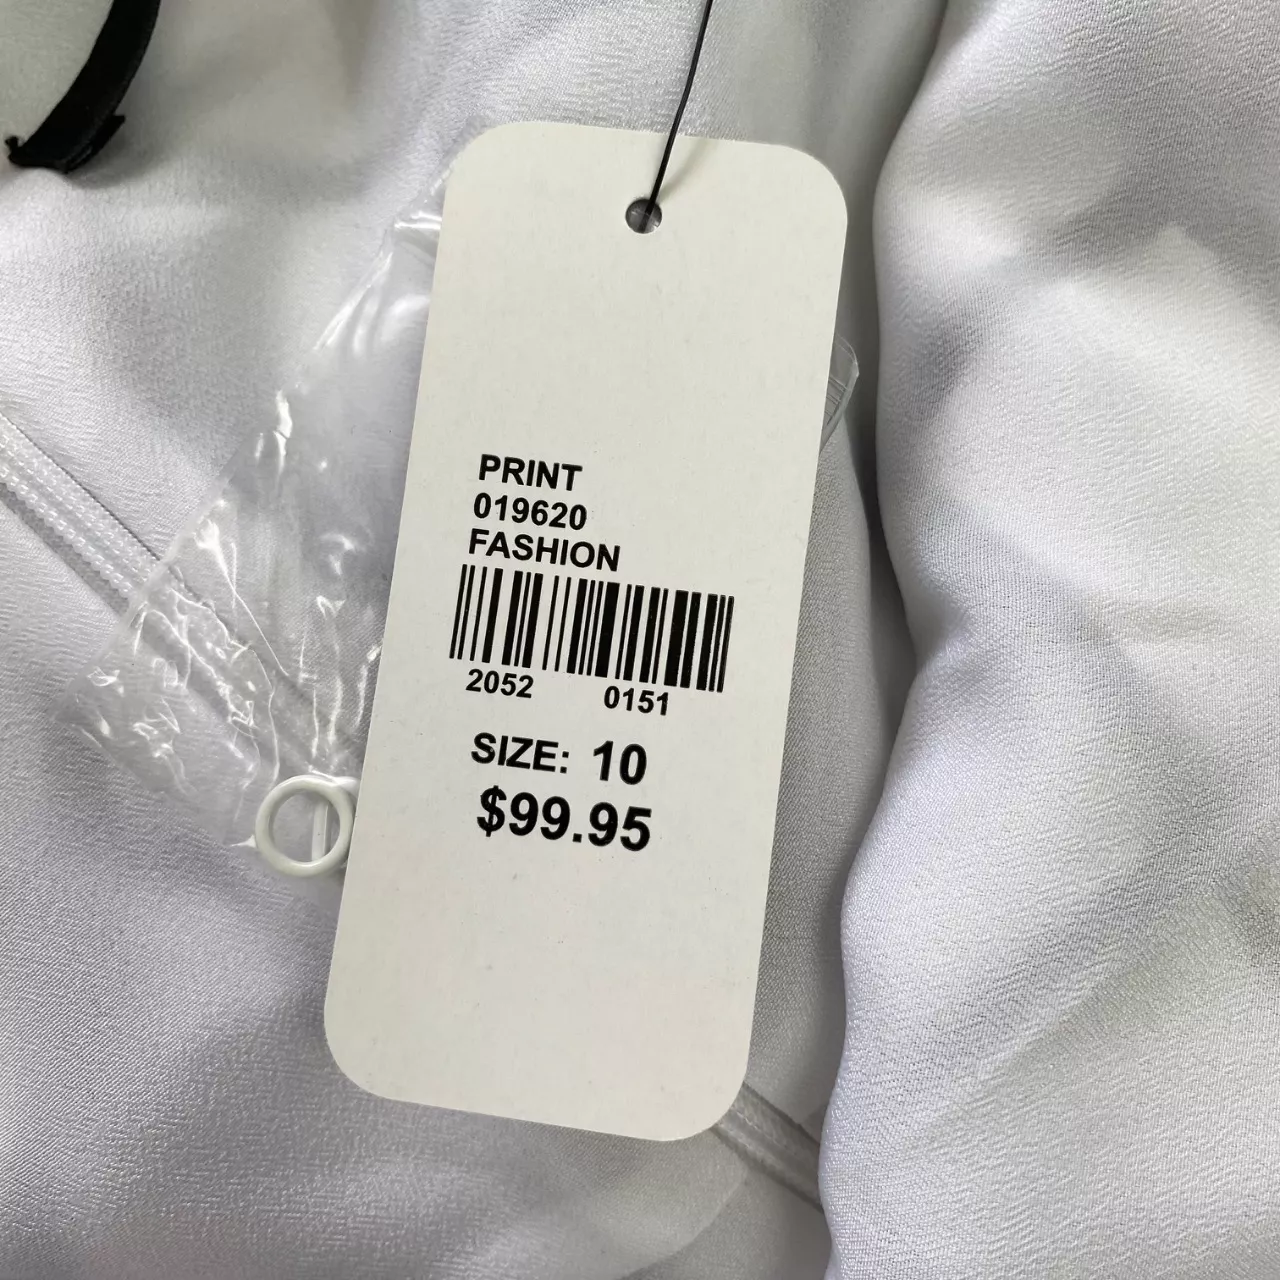 PRINT
019620
FASHION
2052 0151
SIZE: 10
$99.95